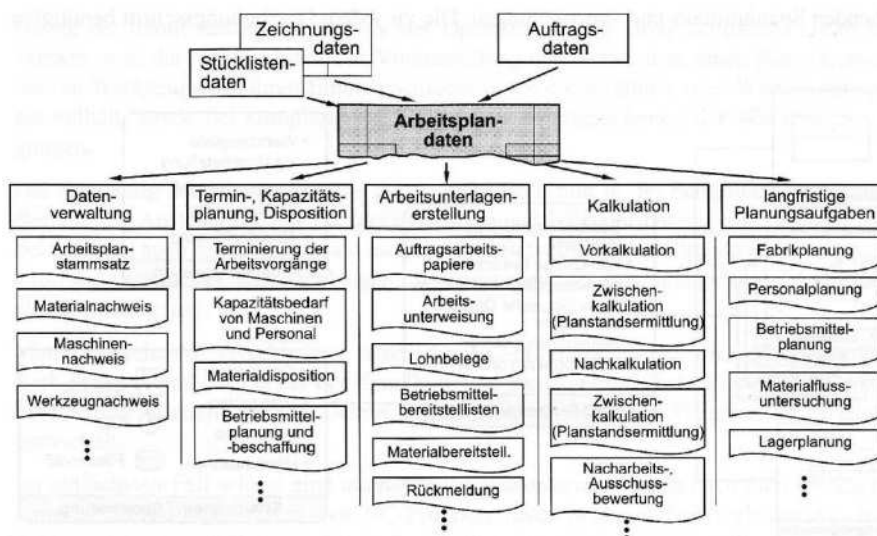 Zeichnungs-
daten
Auftrags-
daten
Stücklisten-
daten
Arbeitsplan-
daten
Daten-
verwaltung
Arbeitsplan-
stammsatz
Materialnachweis
Maschinen-
nachweis
Werkzeugnachweis
Termin-, Kapazitäts-
planung, Disposition
Terminierung der
Arbeitsvorgänge
Kapazitätsbedarf
von Maschinen
und Personal
Materialdisposition
Betriebsmittel-
planung und
-beschaffung
Arbeitsunterlagen-
erstellung
Auftragsarbeits-
papiere
Arbeits-
unterweisung
Lohnbelege
Betriebsmittel-
bereitstelllisten
Materialbereitstell.
Rückmeldung
Kalkulation
Vorkalkulation
Zwischen-
kalkulation
(Planstandsermittlung)
Nachkalkulation
Zwischen-
kalkulation
(Planstandsermittlung)
Nacharbeits-,
Ausschuss-
bewertung
langfristige
Planungsaufgaben
Fabrikplanung
Personalplanung
Betriebsmittel-
planung
Materialfluss-
untersuchung
Lagerplanung